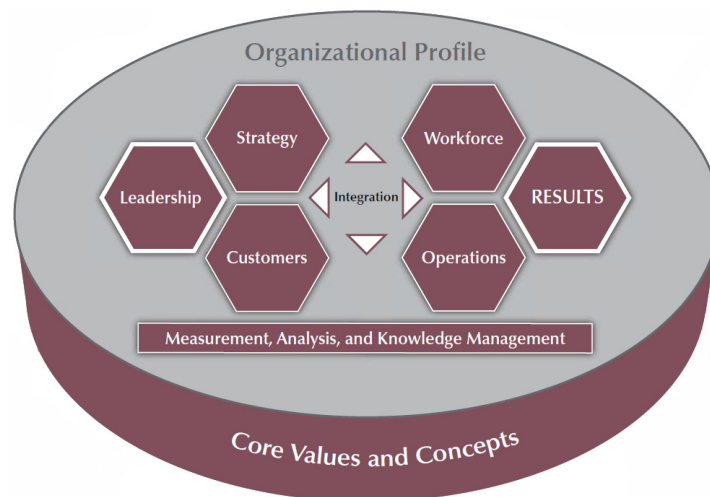 Organizational Profile
Strategy
Workforce
Leadership
Integration
RESULTS
Customers
Operations
Measurement, Analysis, and Knowledge Management
Core Values and Concepts